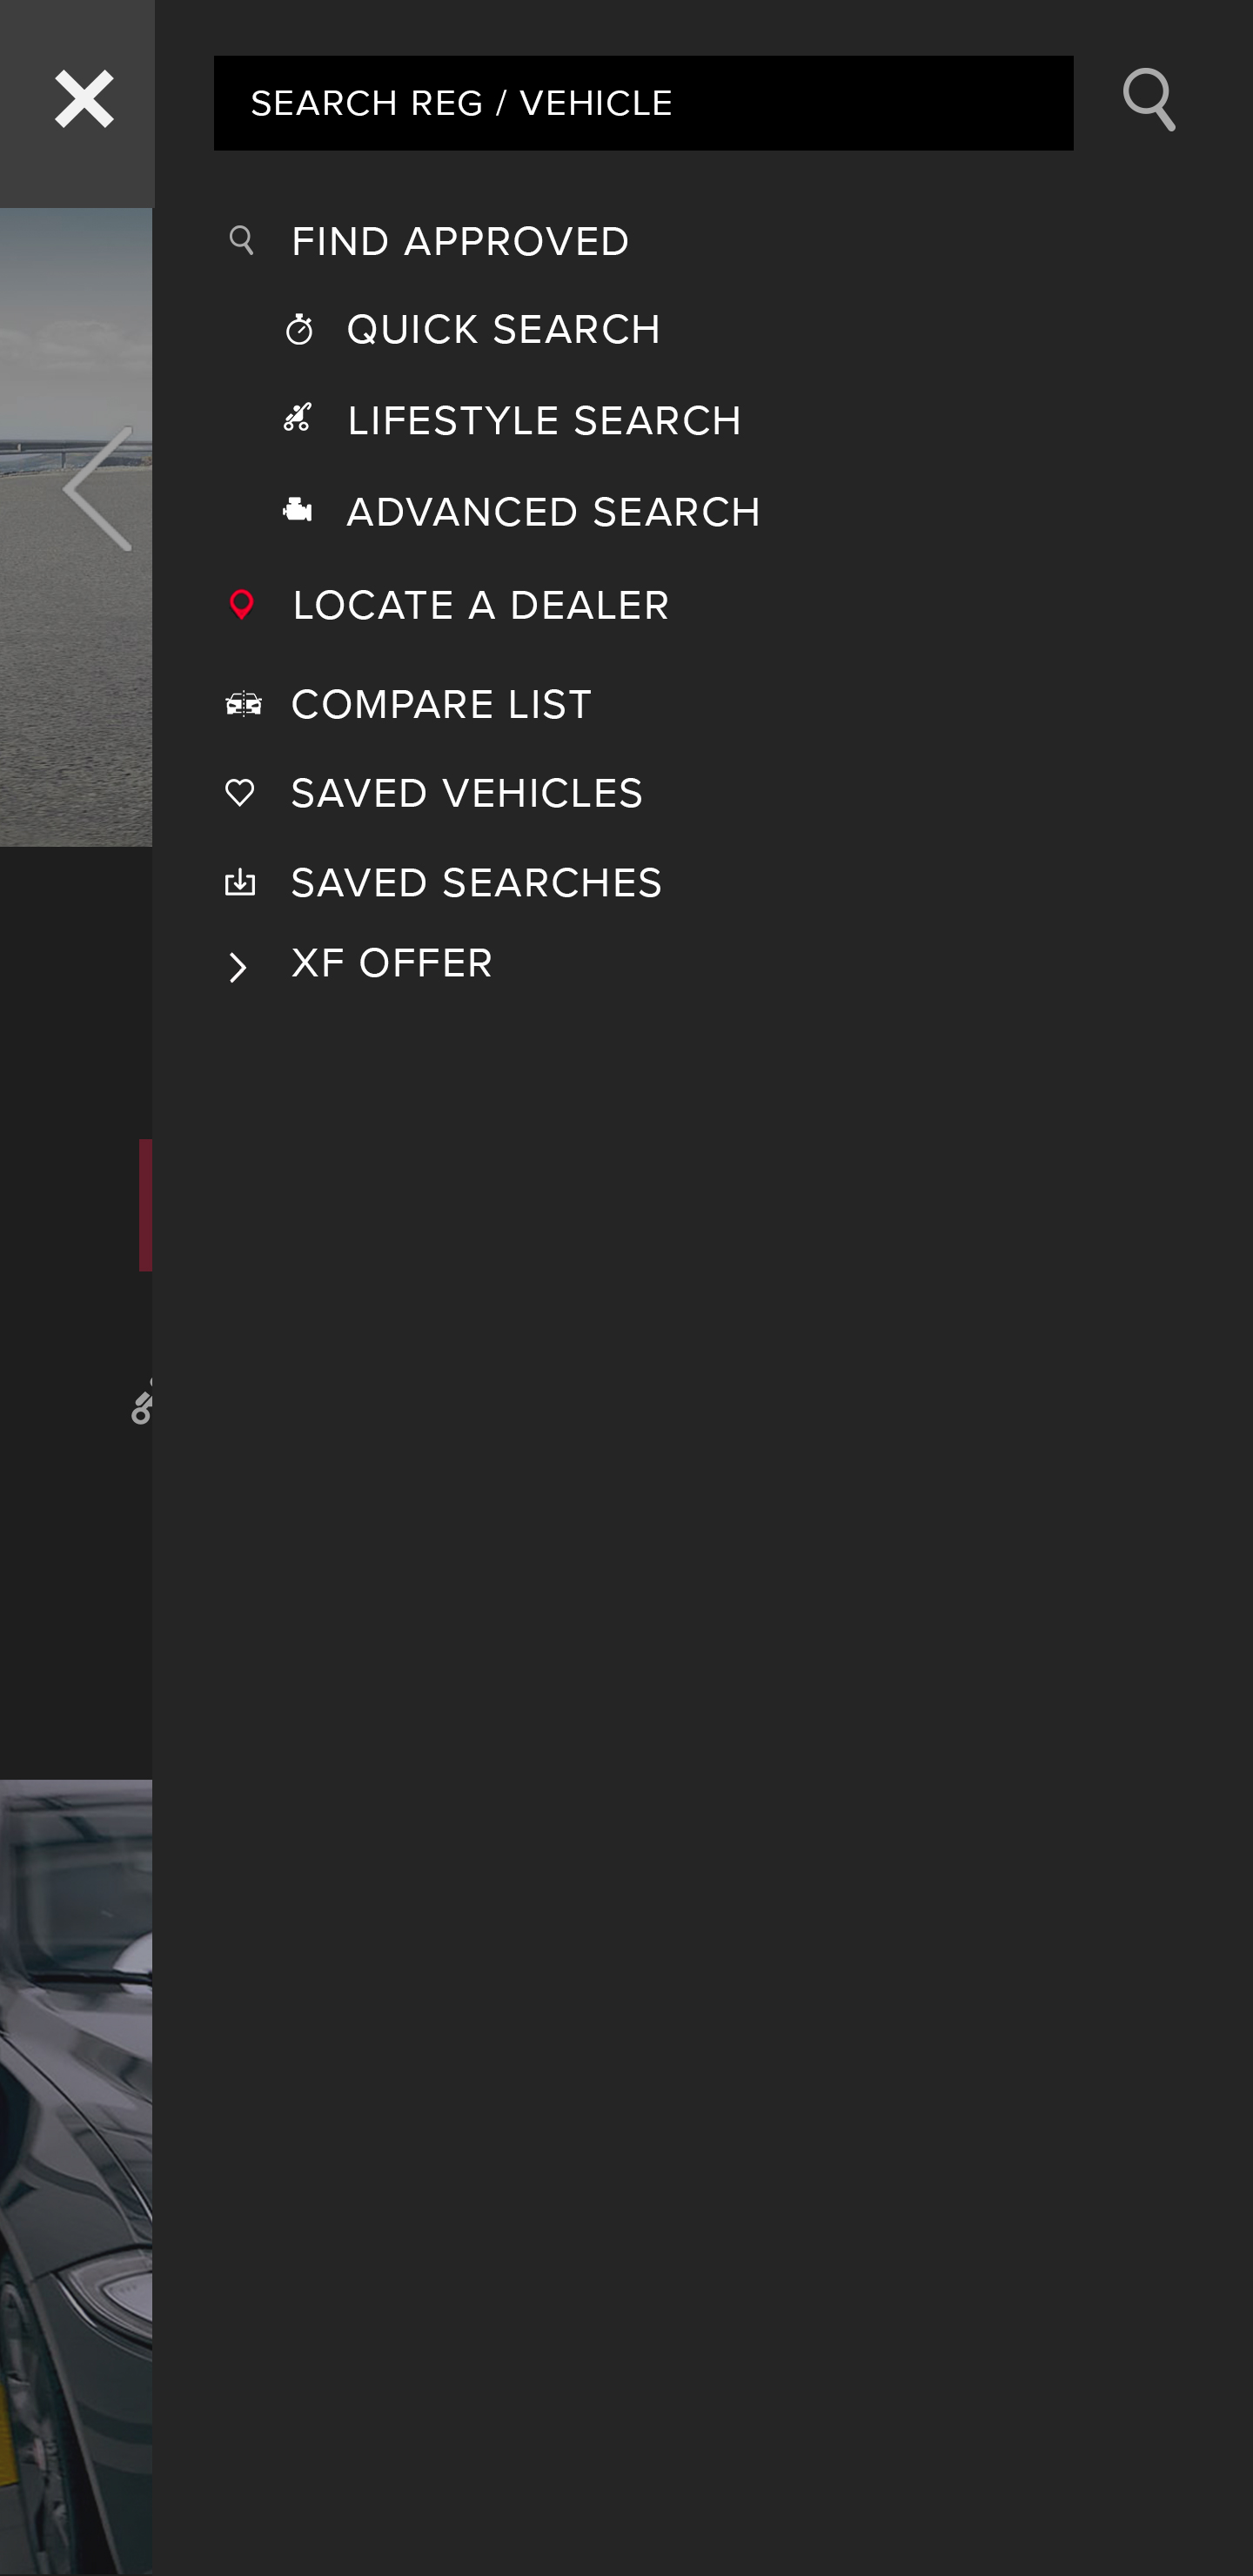 SEARCH REG / VEHICLE
FIND APPROVED
QUICK SEARCH
LIFESTYLE SEARCH
ADVANCED SEARCH
LOCATE A DEALER
COMPARE LIST
SAVED VEHICLES
SAVED SEARCHES
XF OFFER